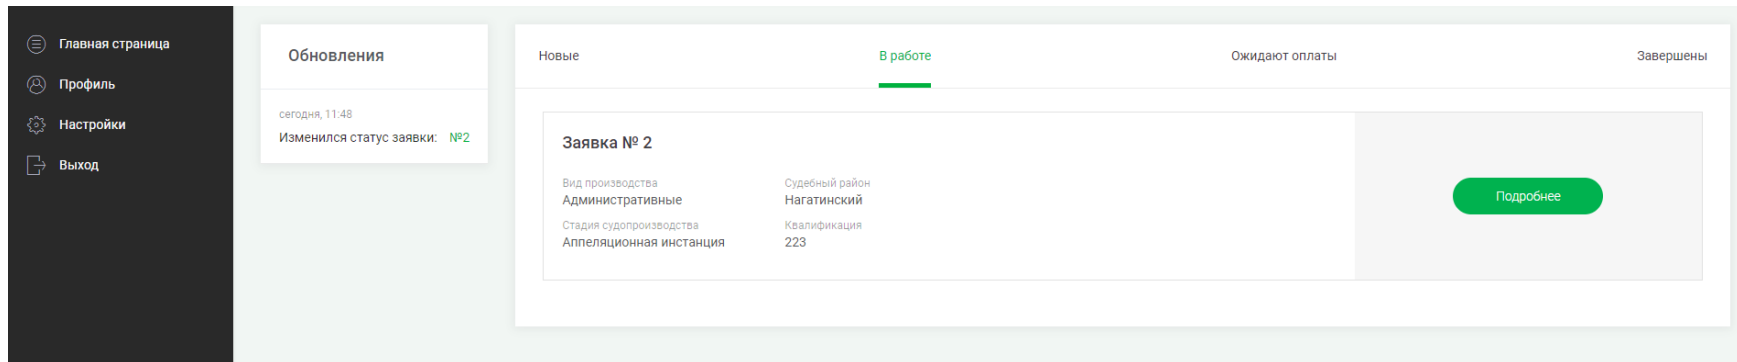 Главная страница
Профиль
Настройки
Выход
Обновления
сегодня, 11:48
Изменился статус заявки: №2
Новые
В работе
Ожидают оплаты
Завершены
Заявка № 2
Вид производства
Административные
Судебный район
Нагатинский
Стадия судопроизводства
Аппеляционная инстанция
Квалификация
223
Подробнее